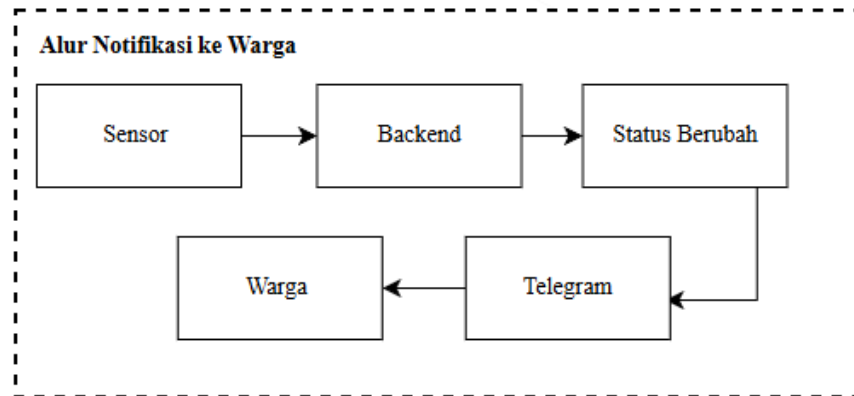 Alur Notifikasi ke Warga
Sensor
Backend
Status Berubah
Telegram
Warga